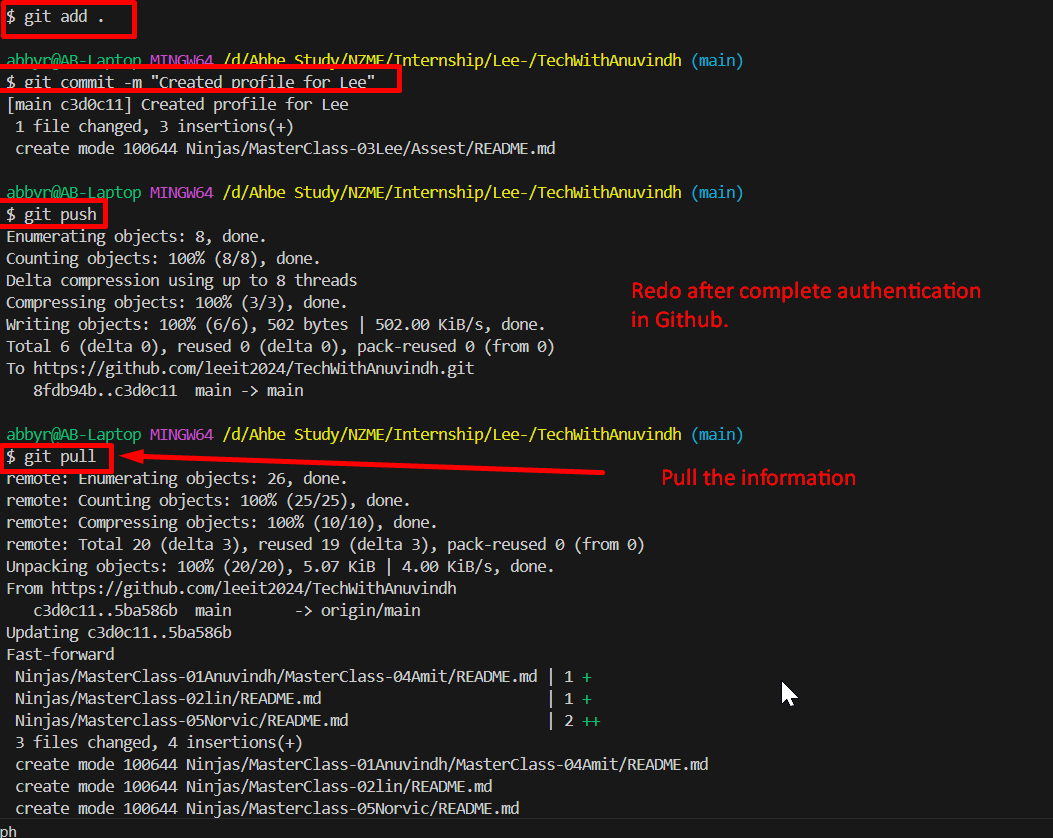 $ git add .
abbyr@AB-Laptop MINGW64 /d/Ahbe Study/NZME/Internship/Lee-/TechWithAnuvindh (main)
$ git commit -m "Created profile for Lee"
[main c3d0c11] Created profile for Lee
1 file changed, 3 insertions(+)
create mode 100644 Ninjas/MasterClass-03Lee/Assest/README.md
abbyr@AB-Laptop MINGW64 /d/Ahbe Study/NZME/Internship/Lee-/TechWithAnuvindh (main)
$ git push
Enumerating objects: 8, done.
Counting objects: 100% (8/8), done.
Delta compression using up to 8 threads
Compressing objects: 100% (3/3), done.
Writing objects: 100% (6/6), 502 bytes | 502.00 KiB/s, done.
Total 6 (delta 0), reused 0 (delta 0), pack-reused 0 (from 0)
To https://github.com/leeit2024/TechWithAnuvindh.git
8fdb94b..c3d0c11  main -> main
Redo after complete authentication
in Github.
abbyr@AB-Laptop MINGW64 /d/Ahbe Study/NZME/Internship/Lee-/TechWithAnuvindh (main)
$ git pull
Pull the information
remote: Enumerating objects: 26, done.
remote: Counting objects: 100% (25/25), done.
remote: Compressing objects: 100% (10/10), done.
remote: Total 20 (delta 3), reused 19 (delta 3), pack-reused 0 (from 0)
Unpacking objects: 100% (20/20), 5.07 KiB | 4.00 KiB/s, done.
From https://github.com/leeit2024/TechWithAnuvindh
c3d0c11..5ba586b  main       -> origin/main
Updating c3d0c11..5ba586b
Fast-forward
Ninjas/MasterClass-01Anuvindh/MasterClass-04Amit/README.md | 1 +
Ninjas/MasterClass-02lin/README.md | 1 +
Ninjas/Masterclass-05Norvic/README.md | 2 ++
3 files changed, 4 insertions(+)
create mode 100644 Ninjas/MasterClass-01Anuvindh/MasterClass-04Amit/README.md
create mode 100644 Ninjas/MasterClass-02lin/README.md
create mode 100644 Ninjas/Masterclass-05Norvic/README.md
ph